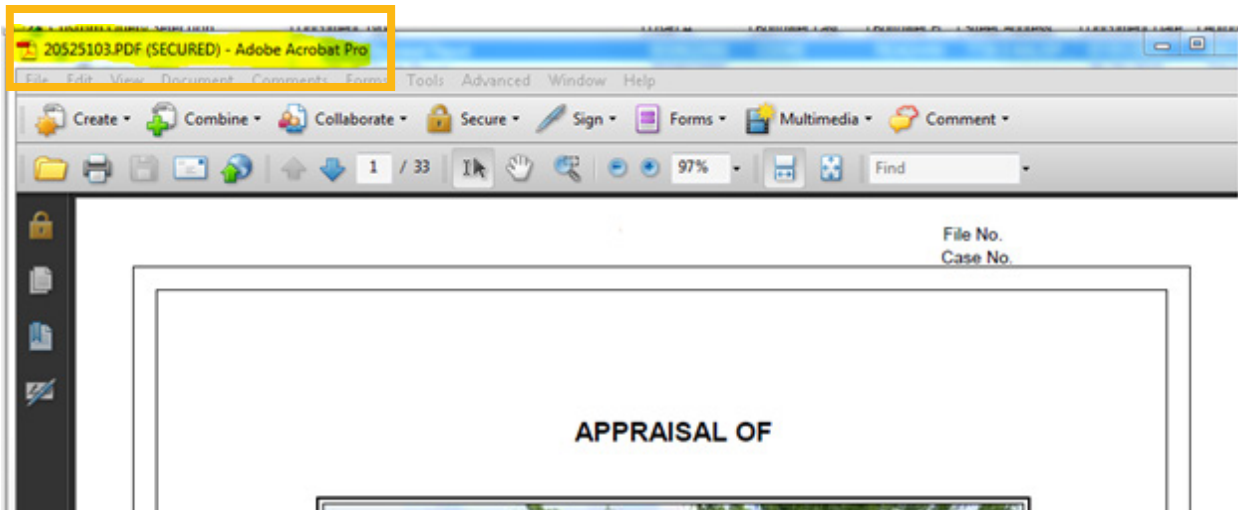 20525103.PDF (SECURED) - Adobe Acrobat Pro
File Edit View Document Comments Forms Tools Advanced Window Help
Create Combine Collaborate Secure Sign Forms Multimedia Comment
1 / 33 97% Find
File No.
Case No.
APPRAISAL OF